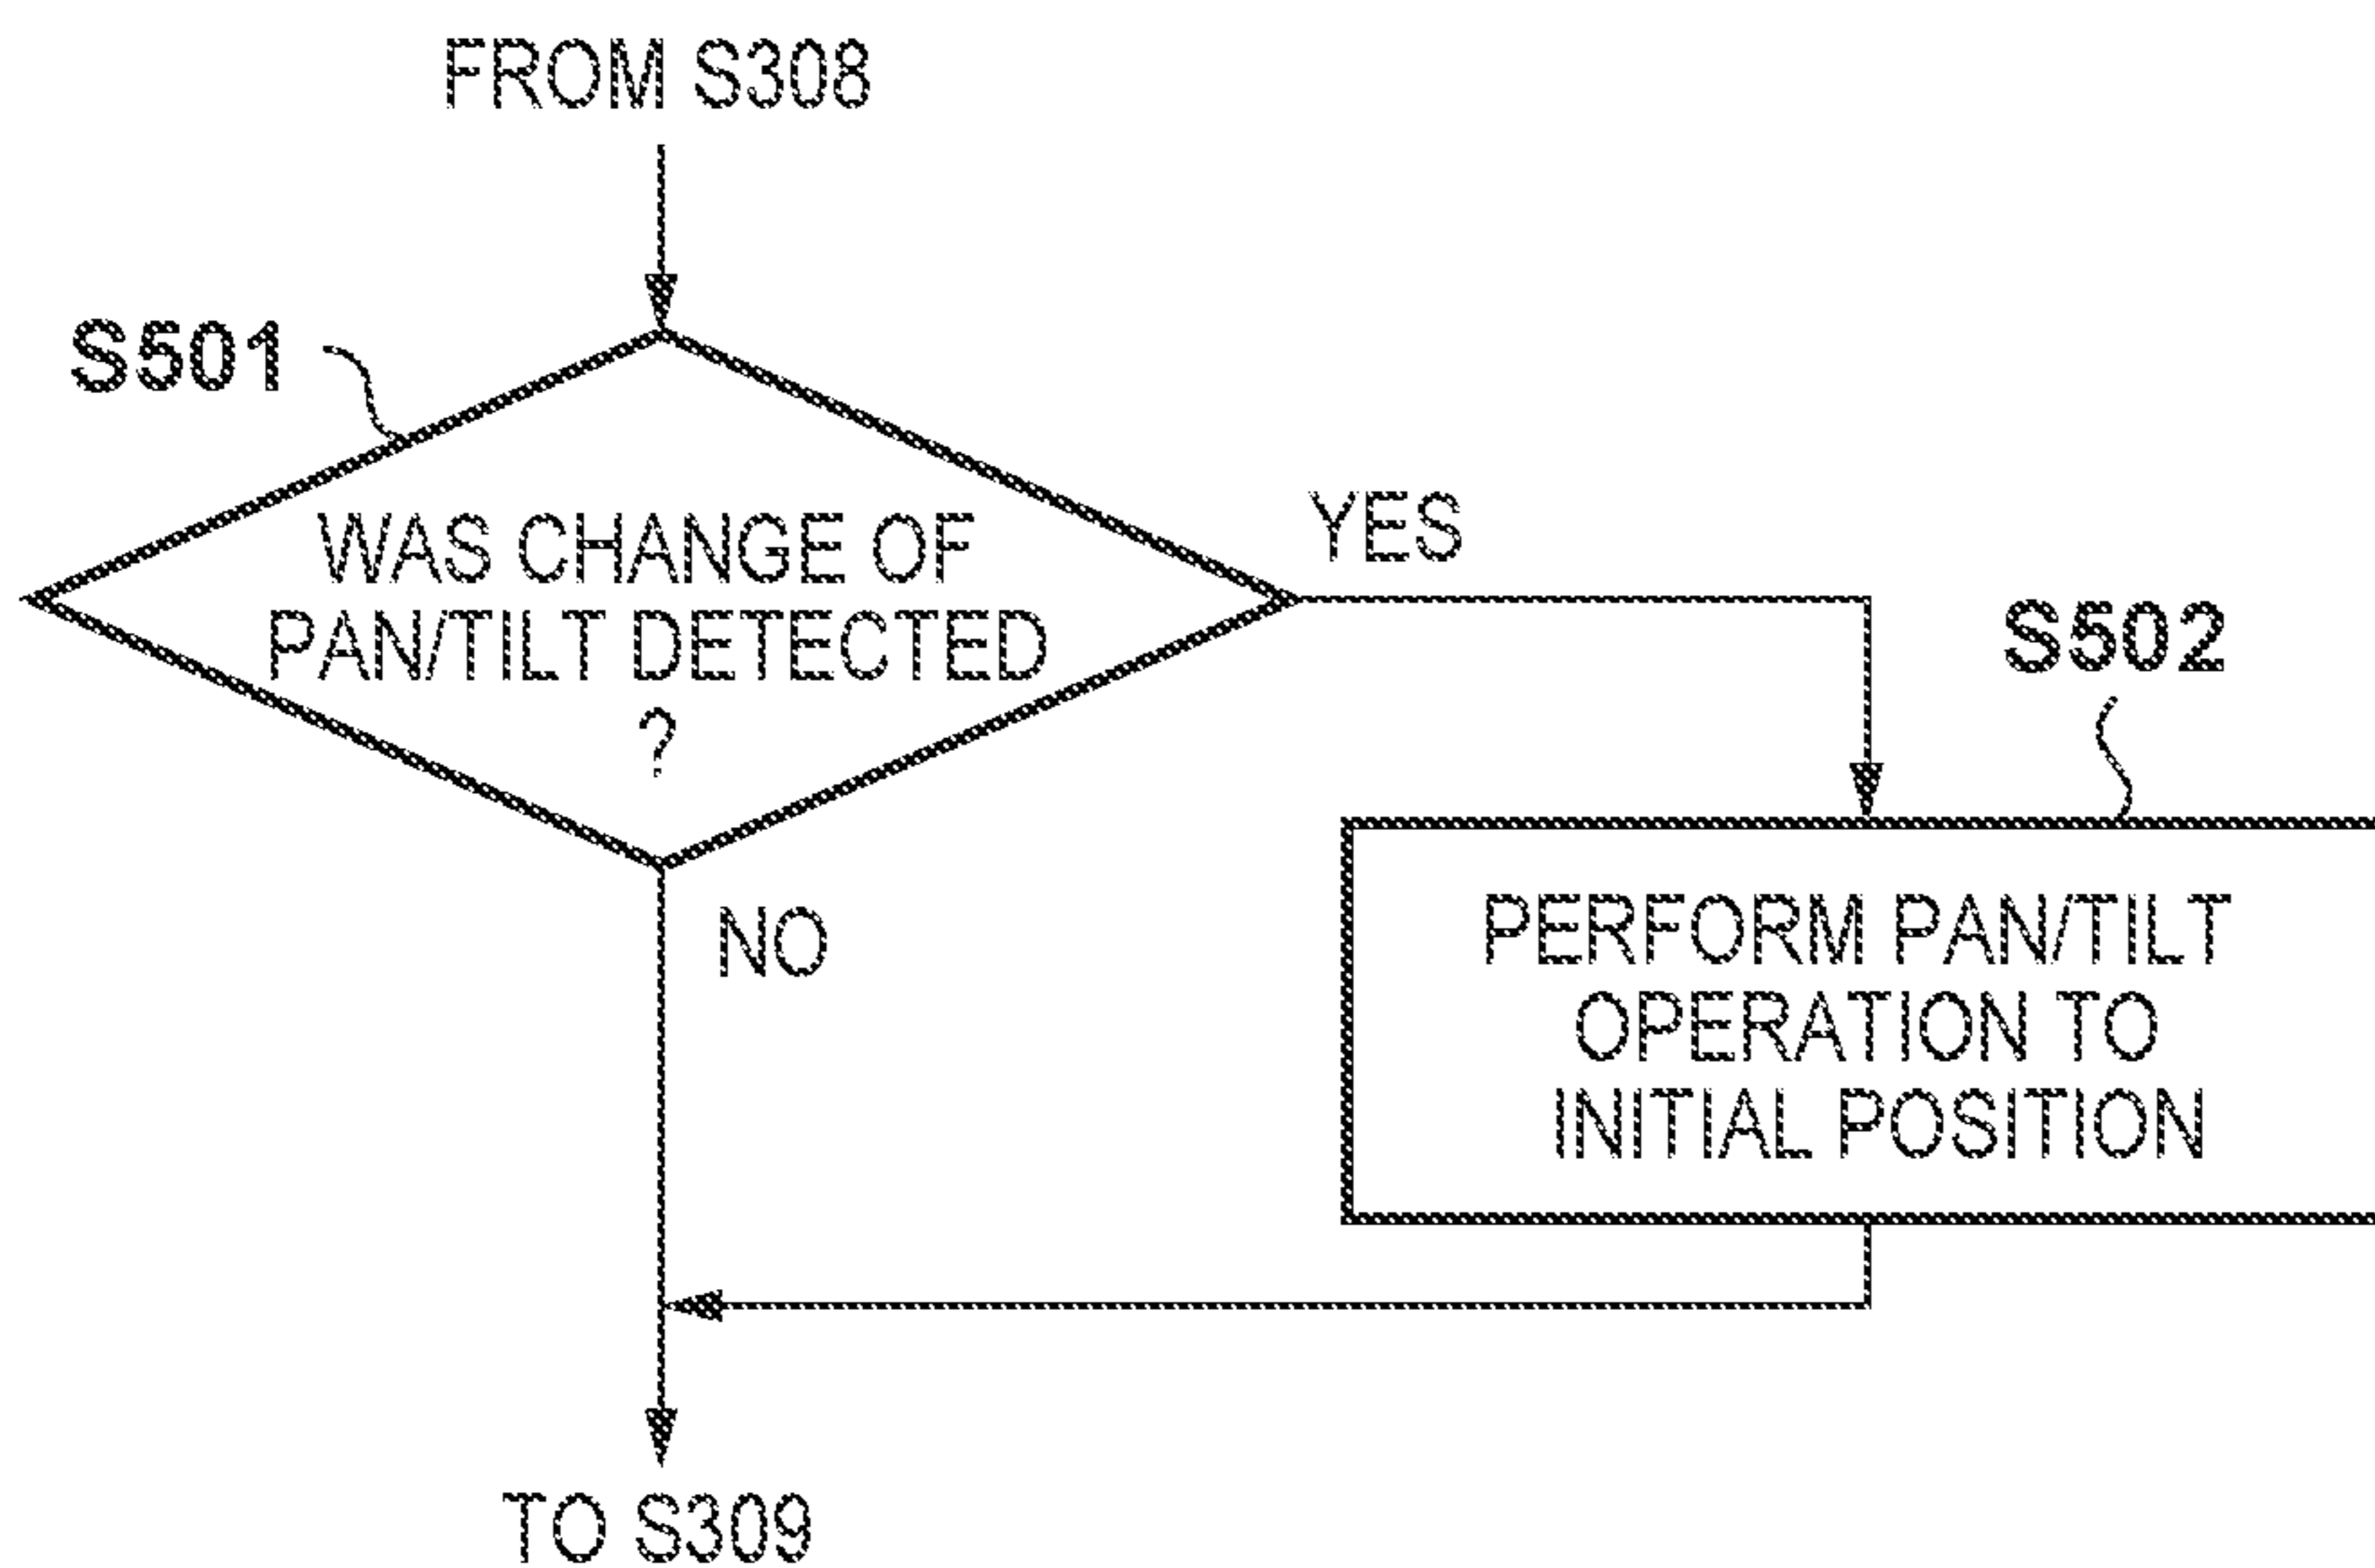 FROM S308
S501
WAS CHANGE OF
PAN/TILT DETECTED
?
YES
S502
NO
PERFORM PAN/TILT
OPERATION TO
INITIAL POSITION
TO S309